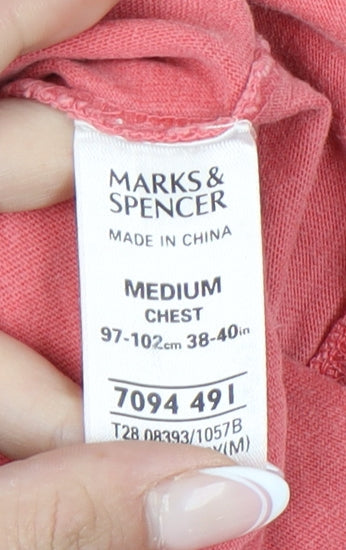 MARKS &
SPENCER
MADE IN CHINA
MEDIUM
CHEST
97-102cm 38-40in
7094 491
T28 08393/1057B